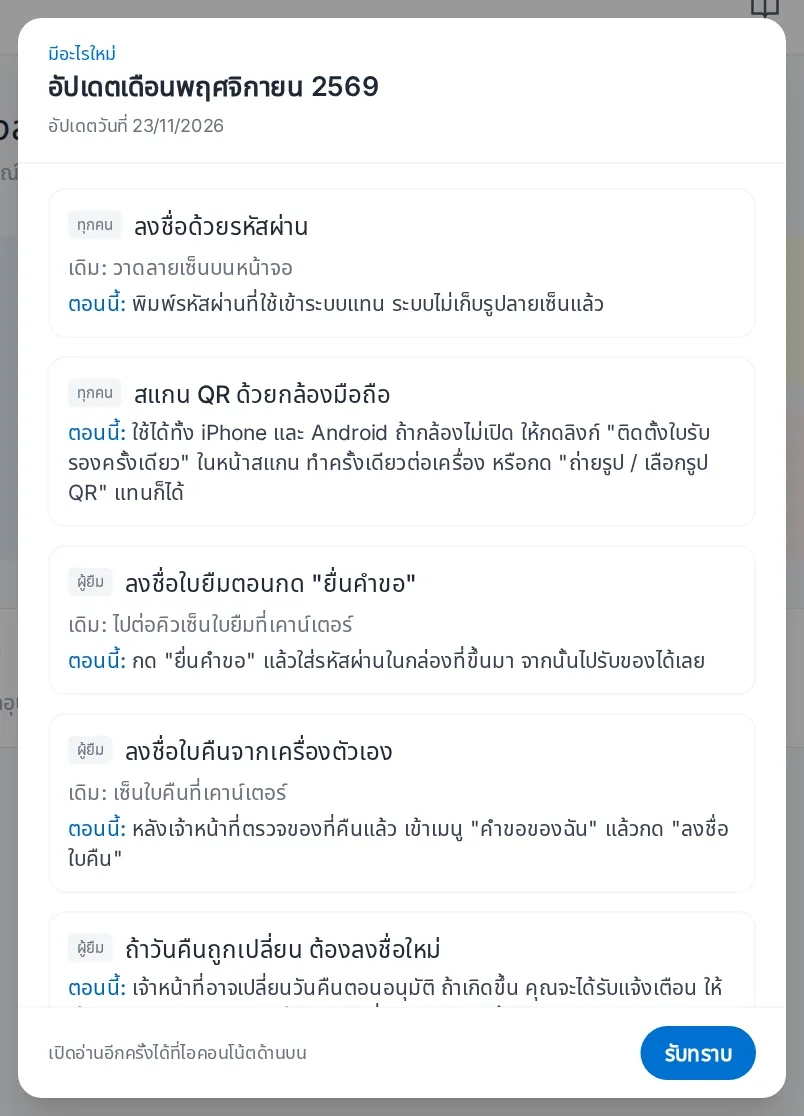 มีอะไรใหม่
อัปเดตเดือนพฤศจิกายน 2569
อัปเดตวันที่ 23/11/2026
ทุกคน ลงชื่อด้วยรหัสผ่าน
เดิม: วาดลายเซ็นบนหน้าจอ
ตอนนี้: พิมพ์รหัสผ่านที่ใช้เข้าระบบแทน ระบบไม่เก็บรูปลายเซ็นแล้ว
ทุกคน สแกน QR ด้วยกล้องมือถือ
ตอนนี้: ใช้ได้ทั้ง iPhone และ Android ถ้ากล้องไม่เปิด ให้กดลิงก์ "ติดตั้งใบรับ
รองครั้งเดียว" ในหน้าสแกน ทำครั้งเดียวต่อเครื่อง หรือกด "ถ่ายรูป / เลือกรูป
QR" แทนก็ได้
ผู้ยืม ลงชื่อใบยืมตอนกด "ยื่นคำขอ"
เดิม: ไปต่อคิวเซ็นใบยืมที่เคาน์เตอร์
ตอนนี้: กด "ยื่นคำขอ" แล้วใส่รหัสผ่านในกล่องที่ขึ้นมา จากนั้นไปรับของได้เลย
ผู้ยืม ลงชื่อใบคืนจากเครื่องตัวเอง
เดิม: เซ็นใบคืนที่เคาน์เตอร์
ตอนนี้: หลังเจ้าหน้าที่ตรวจของที่คืนแล้ว เข้าเมนู "คำขอของฉัน" แล้วกด "ลงชื่อ
ใบคืน"
ผู้ยืม ถ้าวันคืนถูกเปลี่ยน ต้องลงชื่อใหม่
ตอนนี้: เจ้าหน้าที่อาจเปลี่ยนวันคืนตอนอนุมัติ ถ้าเกิดขึ้น คุณจะได้รับแจ้งเตือน ให้
เปิดอ่านอีกครั้งได้ที่ไอคอนโน้ตด้านบน
รับทราบ